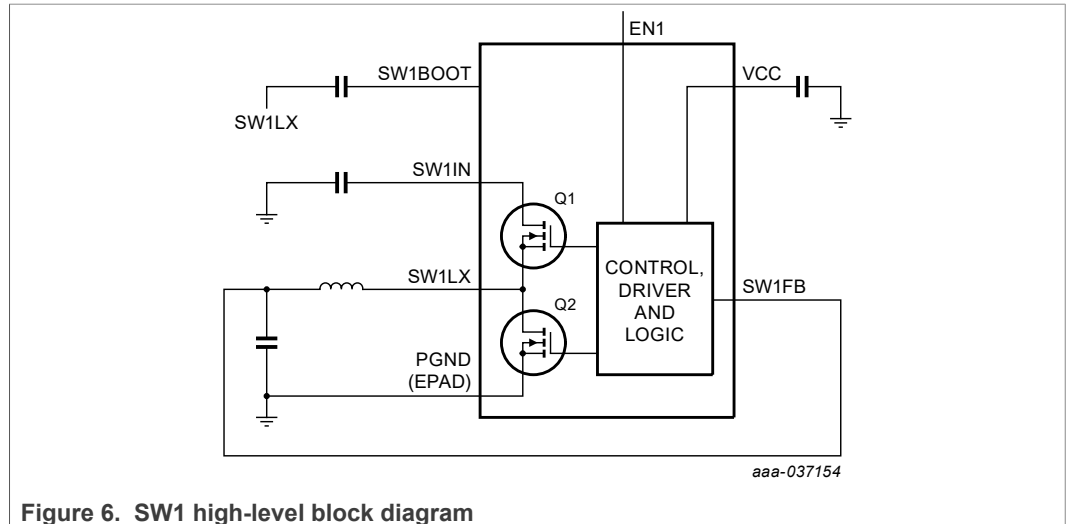 EN1
SW1BOOT
VCC
SW1LX
SW1IN
Q1
SW1LX
CONTROL,
DRIVER
AND
LOGIC
SW1FB
Q2
PGND
(EPAD)
aaa-037154
Figure 6. SW1 high-level block diagram